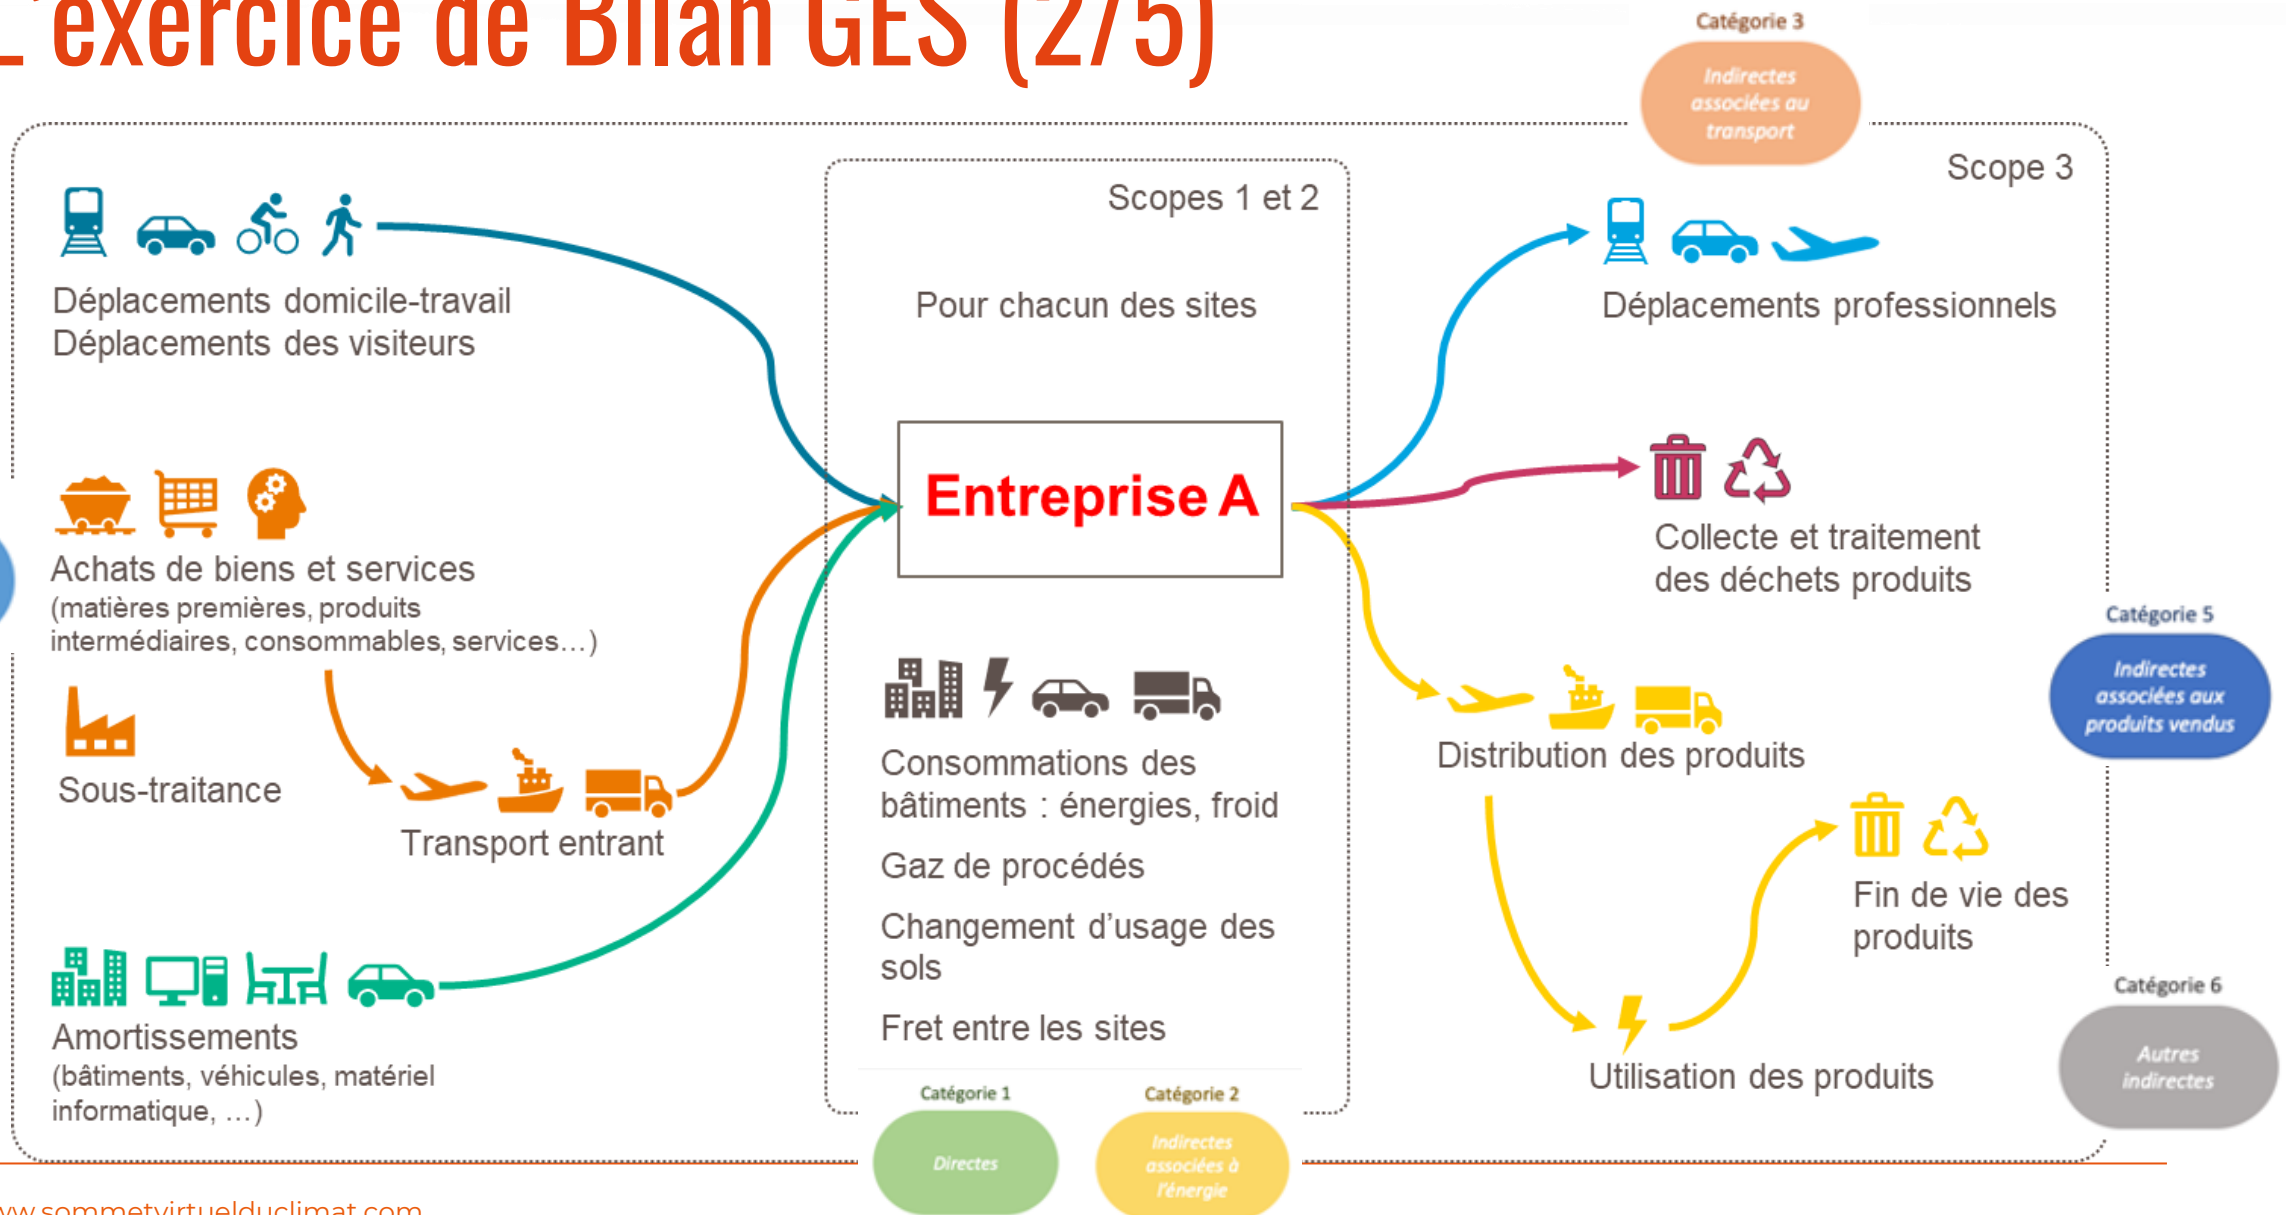 L'exercice de Bilan GES (2/5)
Catégorie 3
Indirectes
associées au
transport
Scope 3
Scopes 1 et 2
Pour chacun des sites
Déplacements domicile-travail
Déplacements des visiteurs
Déplacements professionnels
Entreprise A
Achats de biens et services
(matières premières, produits
intermédiaires, consommables, services…)
Collecte et traitement
des déchets produits
Catégorie 5
Indirectes
associées aux
produits vendus
Sous-traitance
Transport entrant
Consommations des
bâtiments : énergies, froid
Gaz de procédés
Changement d'usage des
sols
Fret entre les sites
Distribution des produits
Fin de vie des
produits
Utilisation des produits
Catégorie 6
Autres
indirectes
Amortissements
(bâtiments, véhicules, matériel
informatique, …)
Catégorie 1
Directes
Catégorie 2
Indirectes
associées à
l'énergie
ww.sommetvirtuelduclimat.com